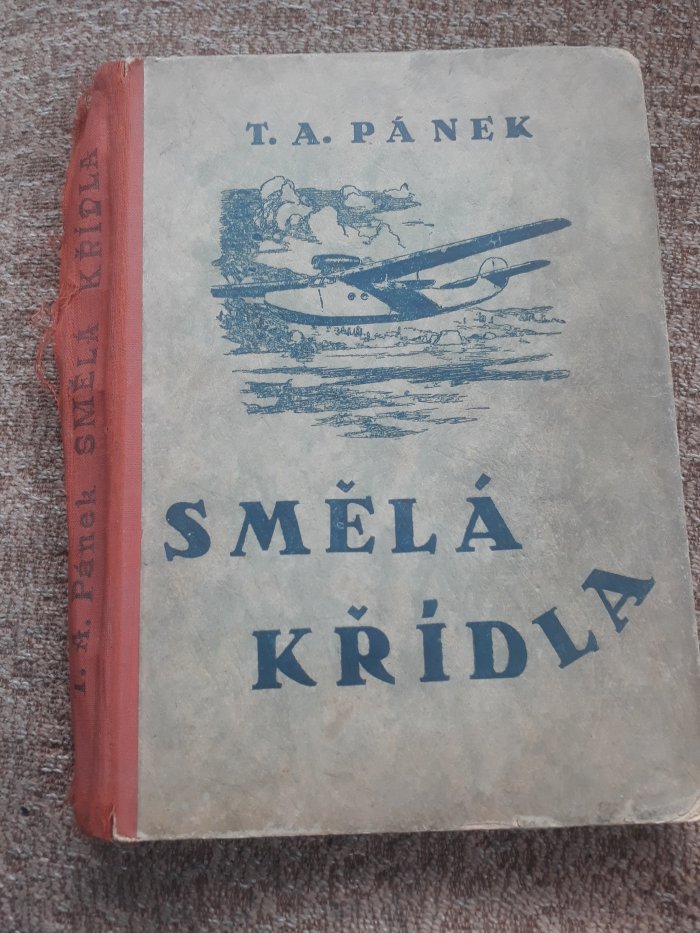 T. A. PÁNEK
SMĚLÁ
KŘÍDLA
T. A. Pánek SMĚLÁ KŘÍDLA